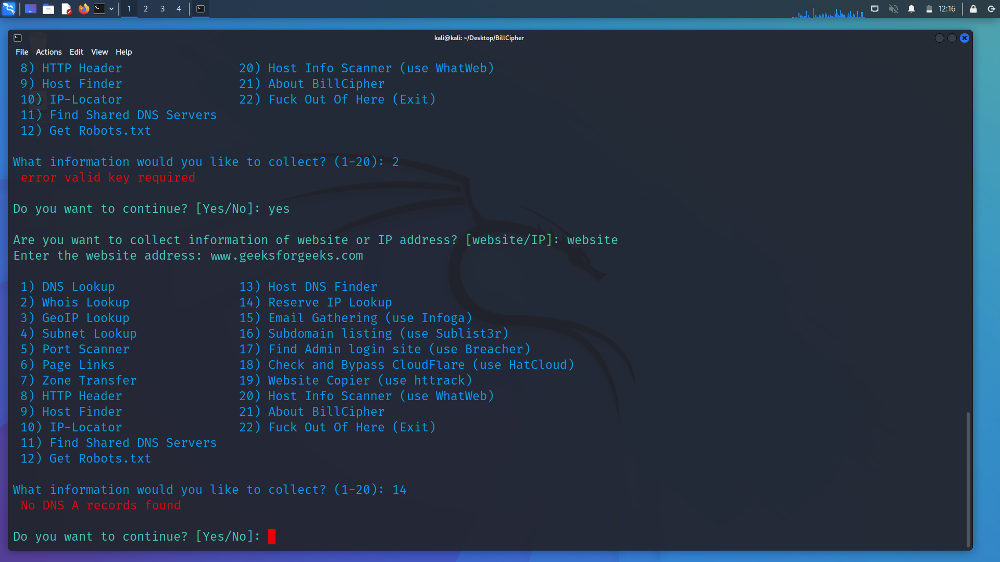 1 2 3 4
12:16
kali@kali: ~/Desktop/BillCipher
File Actions Edit View Help
8) HTTP Header 20) Host Info Scanner (use WhatWeb)
9) Host Finder 21) About BillCipher
10) IP-Locator 22) Fuck Out Of Here (Exit)
11) Find Shared DNS Servers
12) Get Robots.txt
What information would you like to collect? (1-20): 2
error valid key required
Do you want to continue? [Yes/No]: yes
Are you want to collect information of website or IP address? [website/IP]: website
Enter the website address: www.geeksforgeeks.com
1) DNS Lookup 13) Host DNS Finder
2) Whois Lookup 14) Reserve IP Lookup
3) GeoIP Lookup 15) Email Gathering (use Infoga)
4) Subnet Lookup 16) Subdomain listing (use Sublist3r)
5) Port Scanner 17) Find Admin login site (use Breacher)
6) Page Links 18) Check and Bypass CloudFlare (use HatCloud)
7) Zone Transfer 19) Website Copier (use httrack)
8) HTTP Header 20) Host Info Scanner (use WhatWeb)
9) Host Finder 21) About BillCipher
10) IP-Locator 22) Fuck Out Of Here (Exit)
11) Find Shared DNS Servers
12) Get Robots.txt
What information would you like to collect? (1-20): 14
No DNS A records found
Do you want to continue? [Yes/No]: